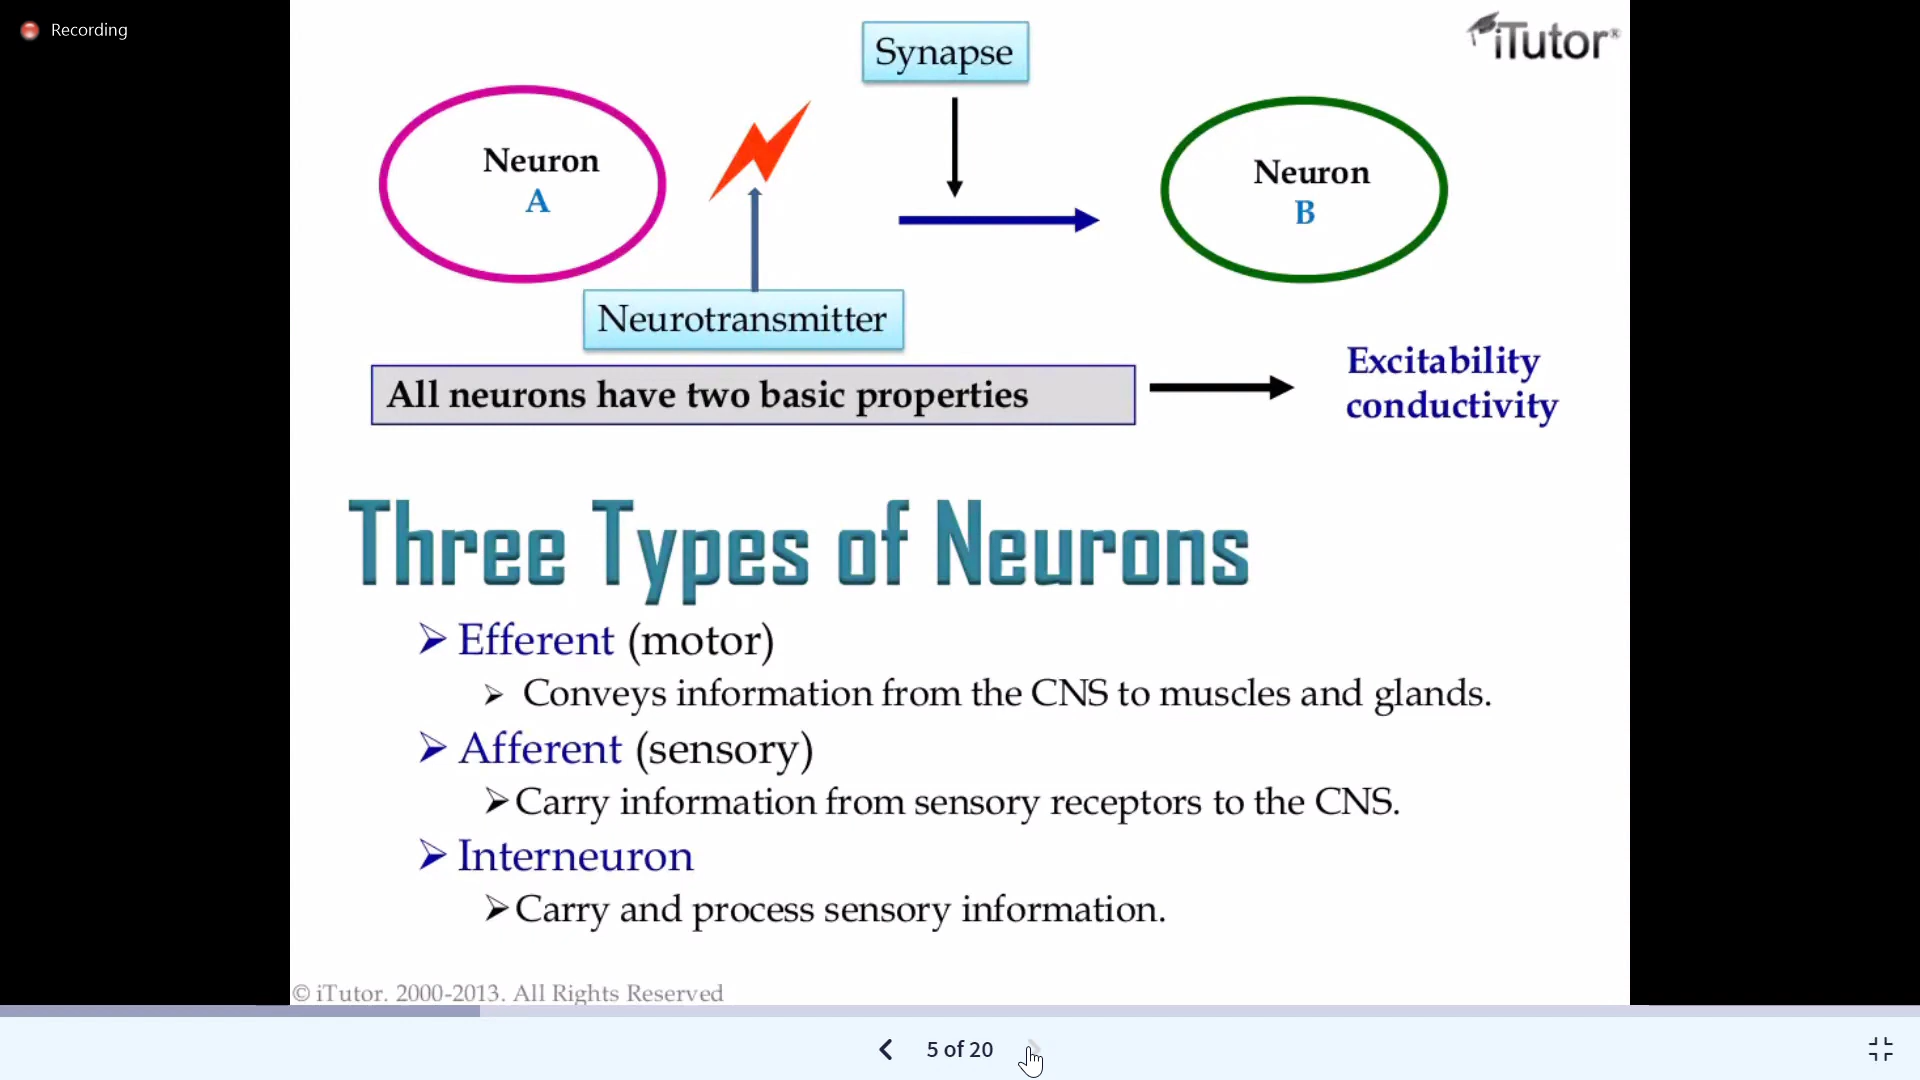 Recording
iTutor®
Synapse
Neuron
A
Neuron
B
Neurotransmitter
All neurons have two basic properties
Excitability
conductivity
Three Types of Neurons
Efferent (motor)
Conveys information from the CNS to muscles and glands.
Afferent (sensory)
Carry information from sensory receptors to the CNS.
Interneuron
Carry and process sensory information.
© iTutor. 2000-2013. All Rights Reserved
5 of 20